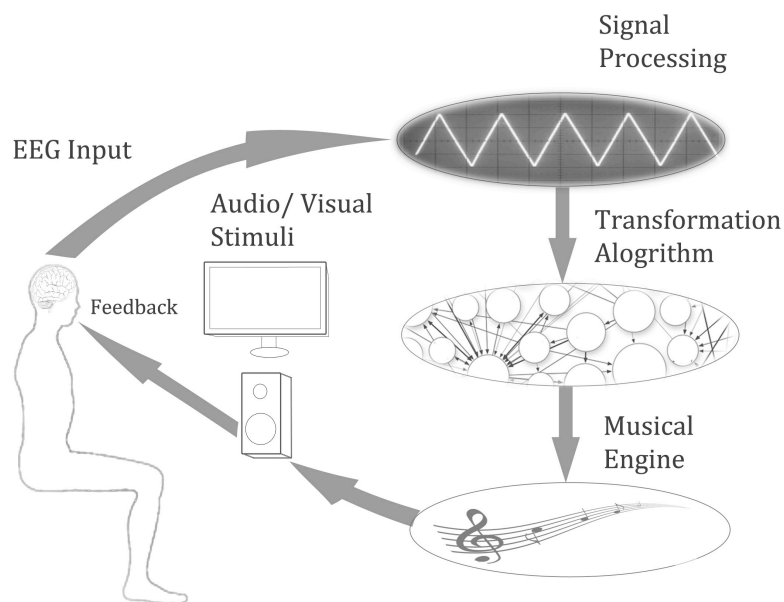 Signal
Processing
EEG Input
Audio/ Visual
Stimuli
Transformation
Alogrithm
Feedback
Musical
Engine